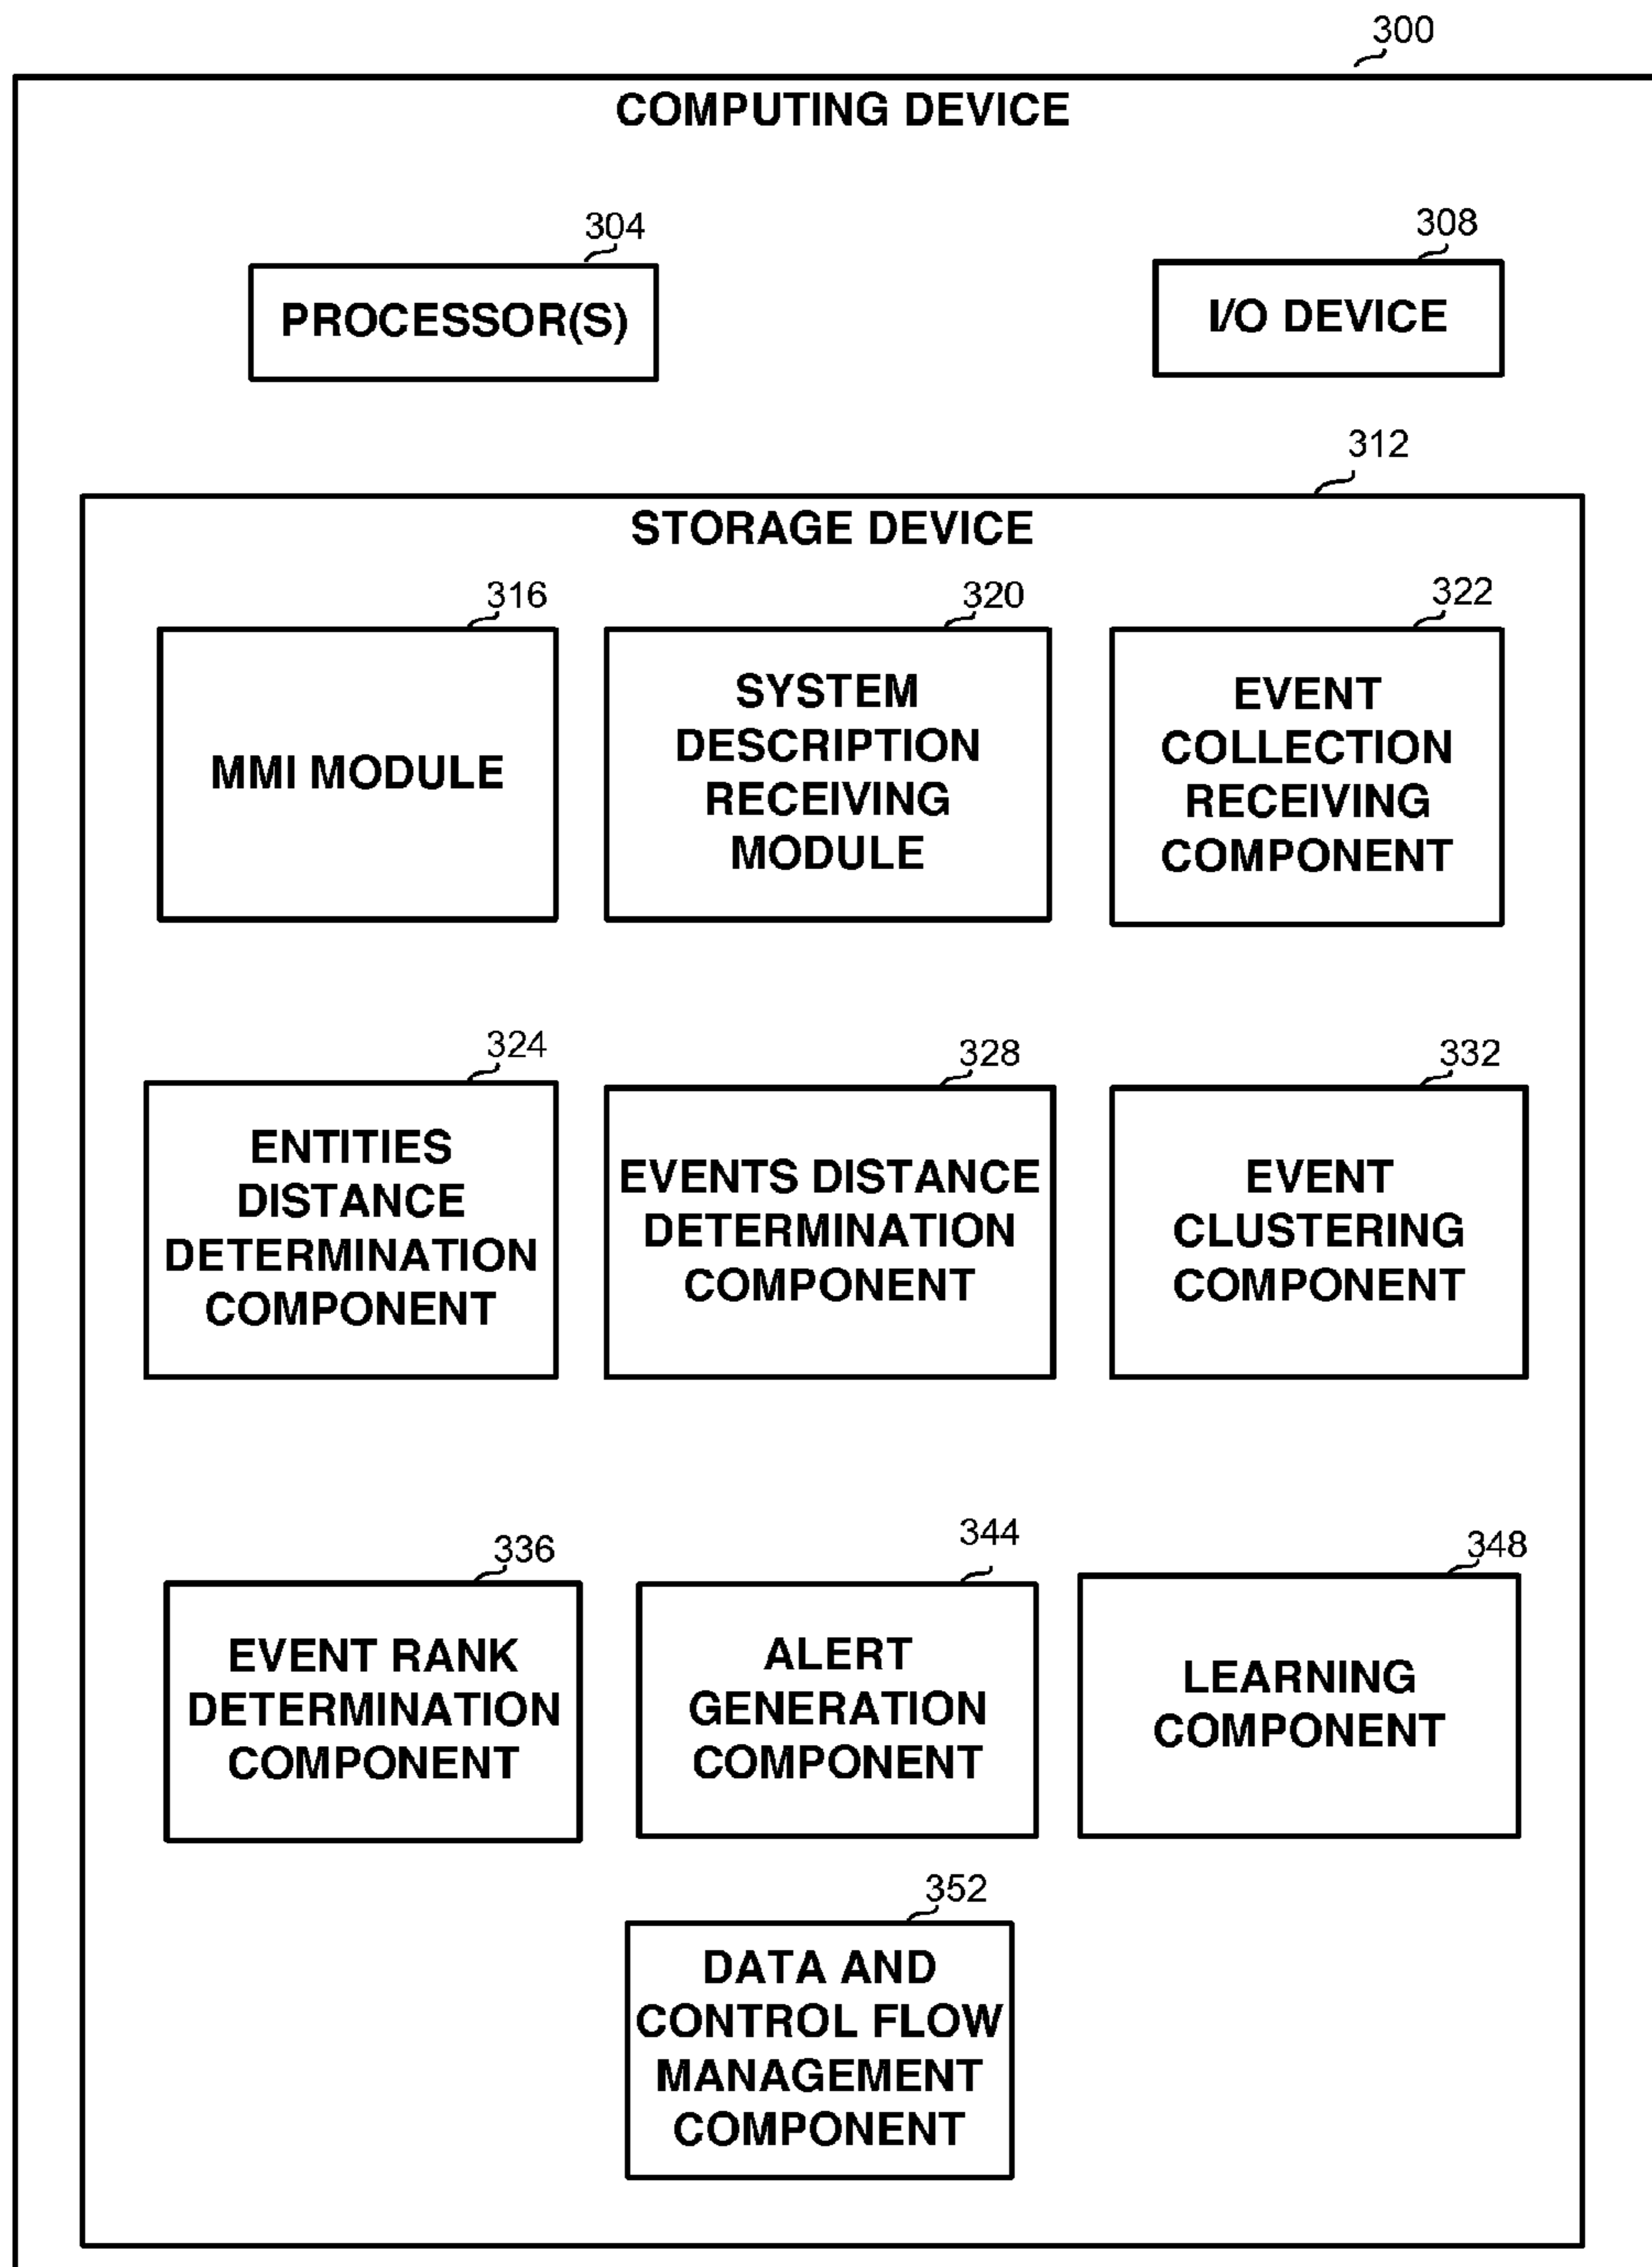 300
COMPUTING DEVICE
304
PROCESSOR(S)
308
I/O DEVICE
312
STORAGE DEVICE
316
MMI MODULE
320
SYSTEM
DESCRIPTION
RECEIVING
MODULE
322
EVENT
COLLECTION
RECEIVING
COMPONENT
324
ENTITIES
DISTANCE
DETERMINATION
COMPONENT
328
EVENTS DISTANCE
DETERMINATION
COMPONENT
332
EVENT
CLUSTERING
COMPONENT
336
EVENT RANK
DETERMINATION
COMPONENT
344
ALERT
GENERATION
COMPONENT
348
LEARNING
COMPONENT
352
DATA AND
CONTROL FLOW
MANAGEMENT
COMPONENT